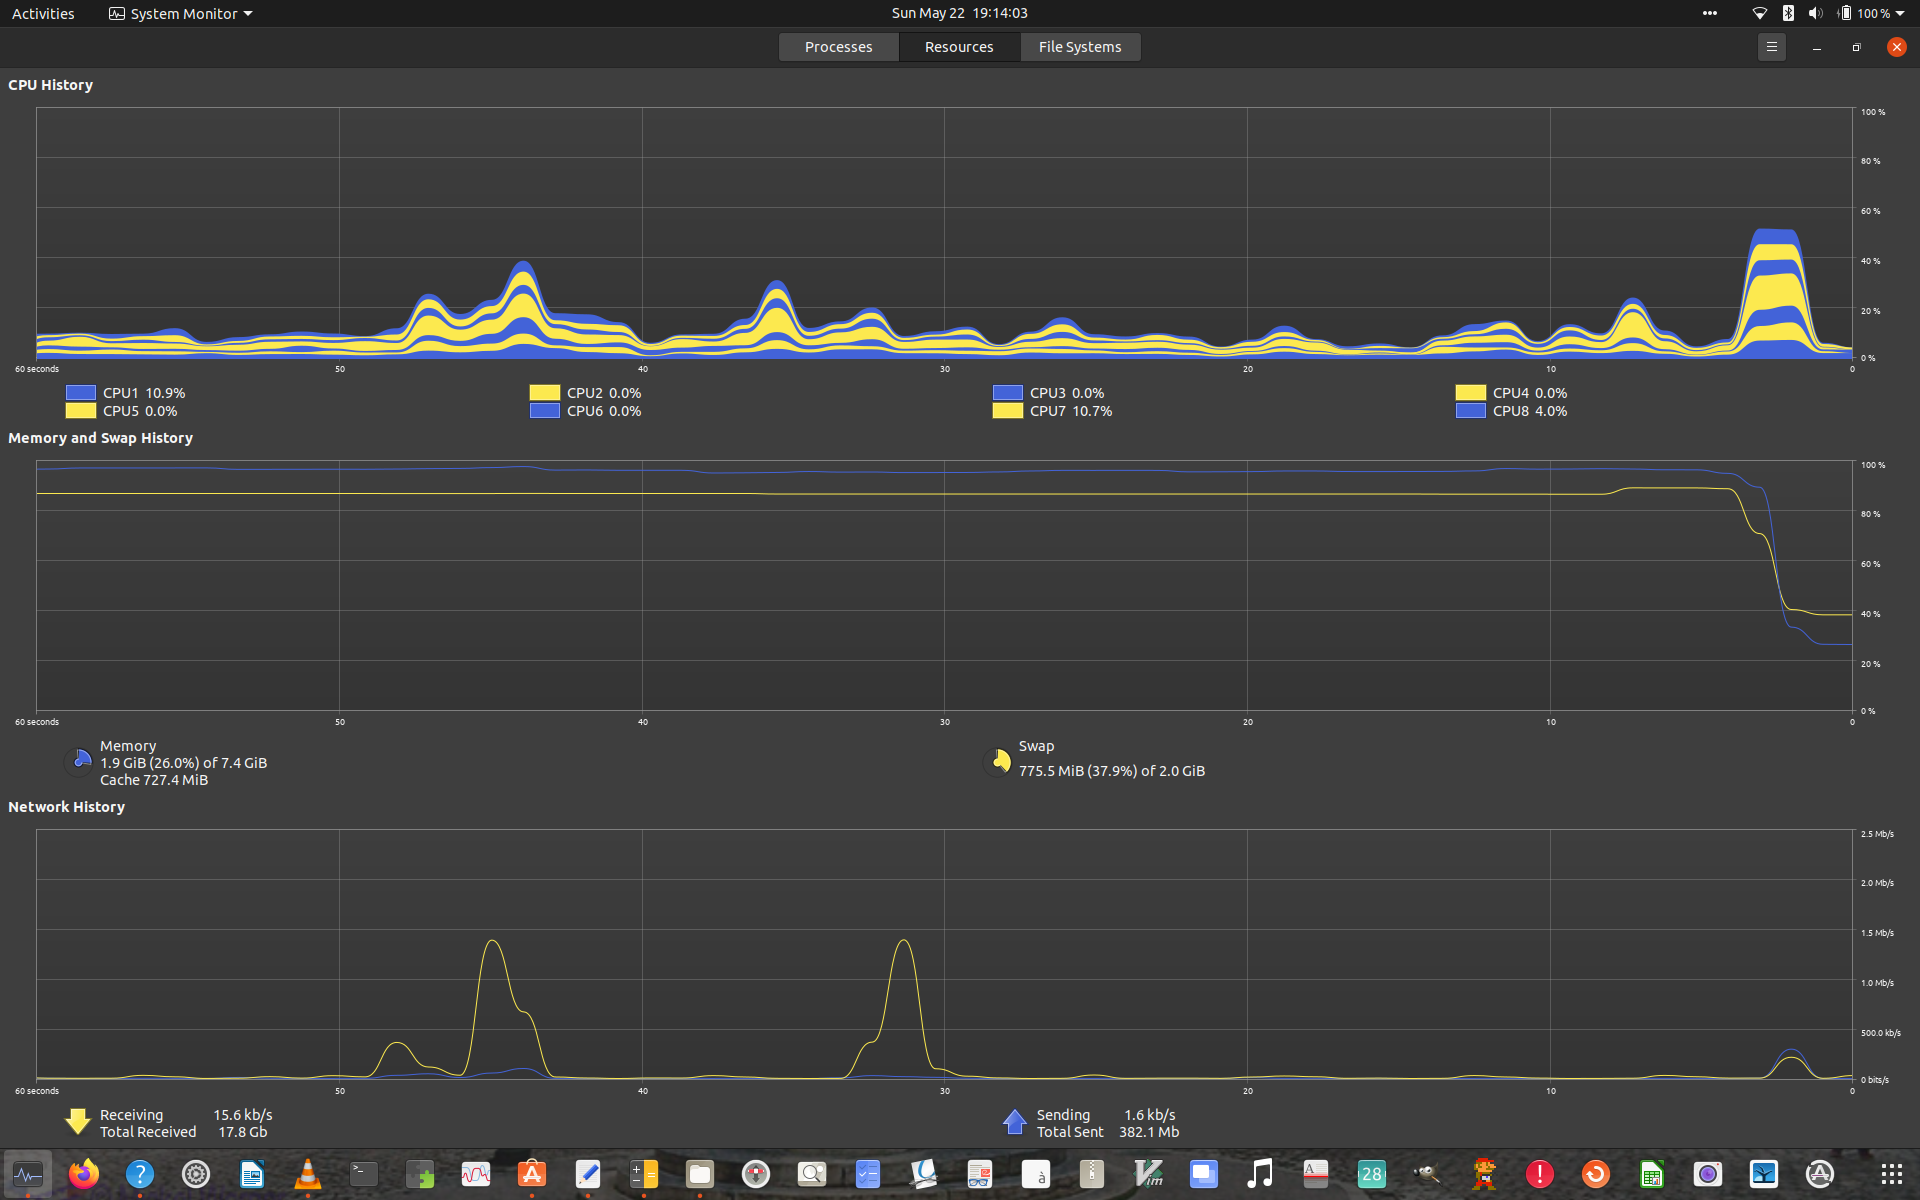 Activities System Monitor Sun May 22 19:14:03 100 %
Processes Resources File Systems
CPU History
100 %
80 %
60 %
40 %
20 %
0 %
60 seconds 50 40 30 20 10 0
CPU1 10.9% CPU2 0.0% CPU3 0.0% CPU4 0.0%
CPU5 0.0% CPU6 0.0% CPU7 10.7% CPU8 4.0%
Memory and Swap History
100 %
80 %
60 %
40 %
20 %
0 %
60 seconds 50 40 30 20 10 0
Memory
1.9 GiB (26.0%) of 7.4 GiB
Cache 727.4 MiB
Swap
775.5 MiB (37.9%) of 2.0 GiB
Network History
2.5 Mb/s
2.0 Mb/s
1.5 Mb/s
1.0 Mb/s
500.0 kb/s
0 bits/s
60 seconds 50 40 30 20 10 0
Receiving 15.6 kb/s
Total Received 17.8 Gb
Sending 1.6 kb/s
Total Sent 382.1 Mb
? >_ A à Vim A 28 !